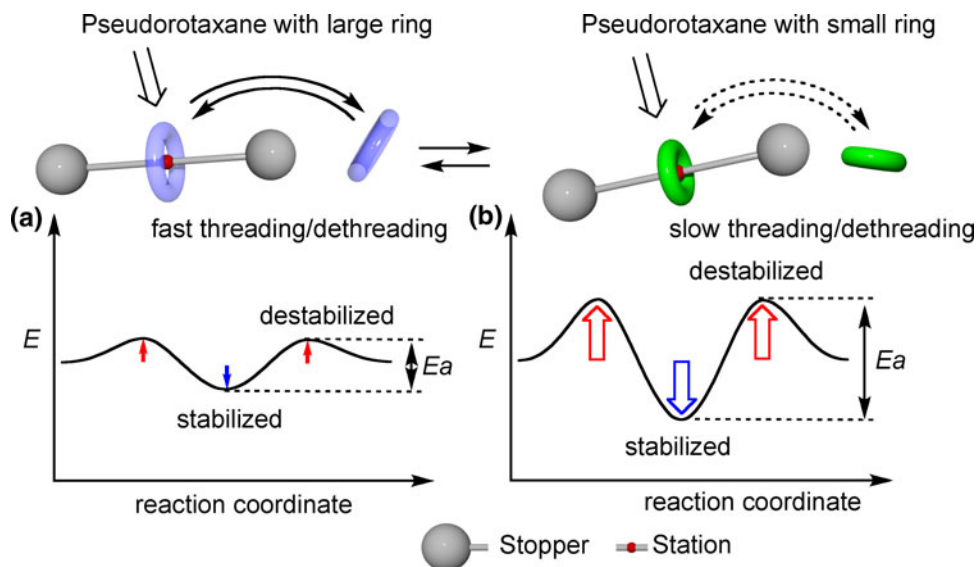 Pseudorotaxane with large ring
Pseudorotaxane with small ring
(a)
fast threading/dethreading
E
destabilized
Ea
stabilized
reaction coordinate
(b)
slow threading/dethreading
destabilized
E
Ea
stabilized
reaction coordinate
Stopper
Station